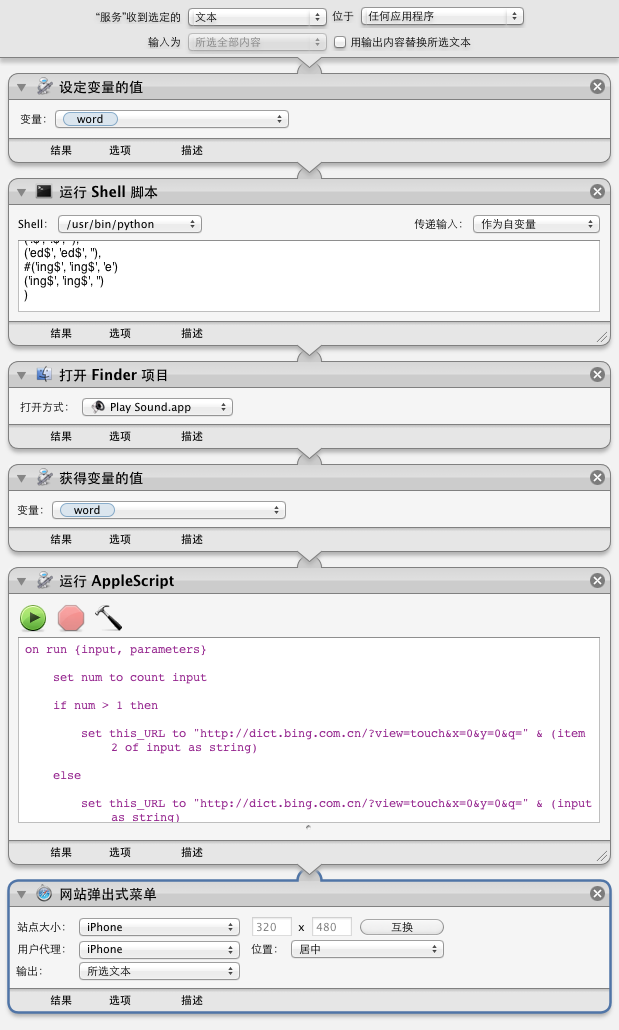 “服务”收到选定的 文本 位于 任何应用程序
输入为 所选全部内容 用输出内容替换所选文本
设定变量的值
变量： word
结果 选项 描述
运行 Shell 脚本
Shell: /usr/bin/python 传递输入： 作为自变量
('ed$', 'ed$', ''),
#('ing$', 'ing$', 'e')
('ing$', 'ing$', '')
)
结果 选项 描述
打开 Finder 项目
打开方式： Play Sound.app
结果 选项 描述
获得变量的值
变量： word
结果 选项 描述
运行 AppleScript
on run {input, parameters}
set num to count input
if num > 1 then
set this_URL to "http://dict.bing.com.cn/?view=touch&x=0&y=0&q=" & (item
2 of input as string)
else
set this_URL to "http://dict.bing.com.cn/?view=touch&x=0&y=0&q=" & (input
as string)
结果 选项 描述
网站弹出式菜单
站点大小： iPhone 320 x 480 互换
用户代理： iPhone 位置： 居中
输出： 所选文本
结果 选项 描述